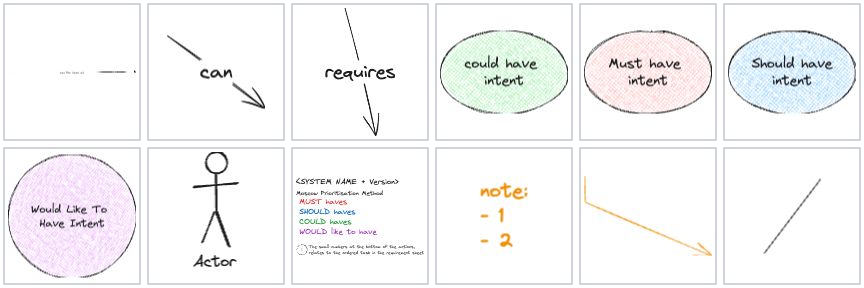 can
requires
could have
intent
Must have
intent
Should have
intent
Would Like To
Have Intent
Actor
<SYSTEM NAME + Version>
Moscow Prioritisation Method
MUST haves
SHOULD haves
COULD haves
WOULD like to have
The small numbers at the bottom of the actions,
relates to the ordered task in the requirement sheet
note:
- 1
- 2